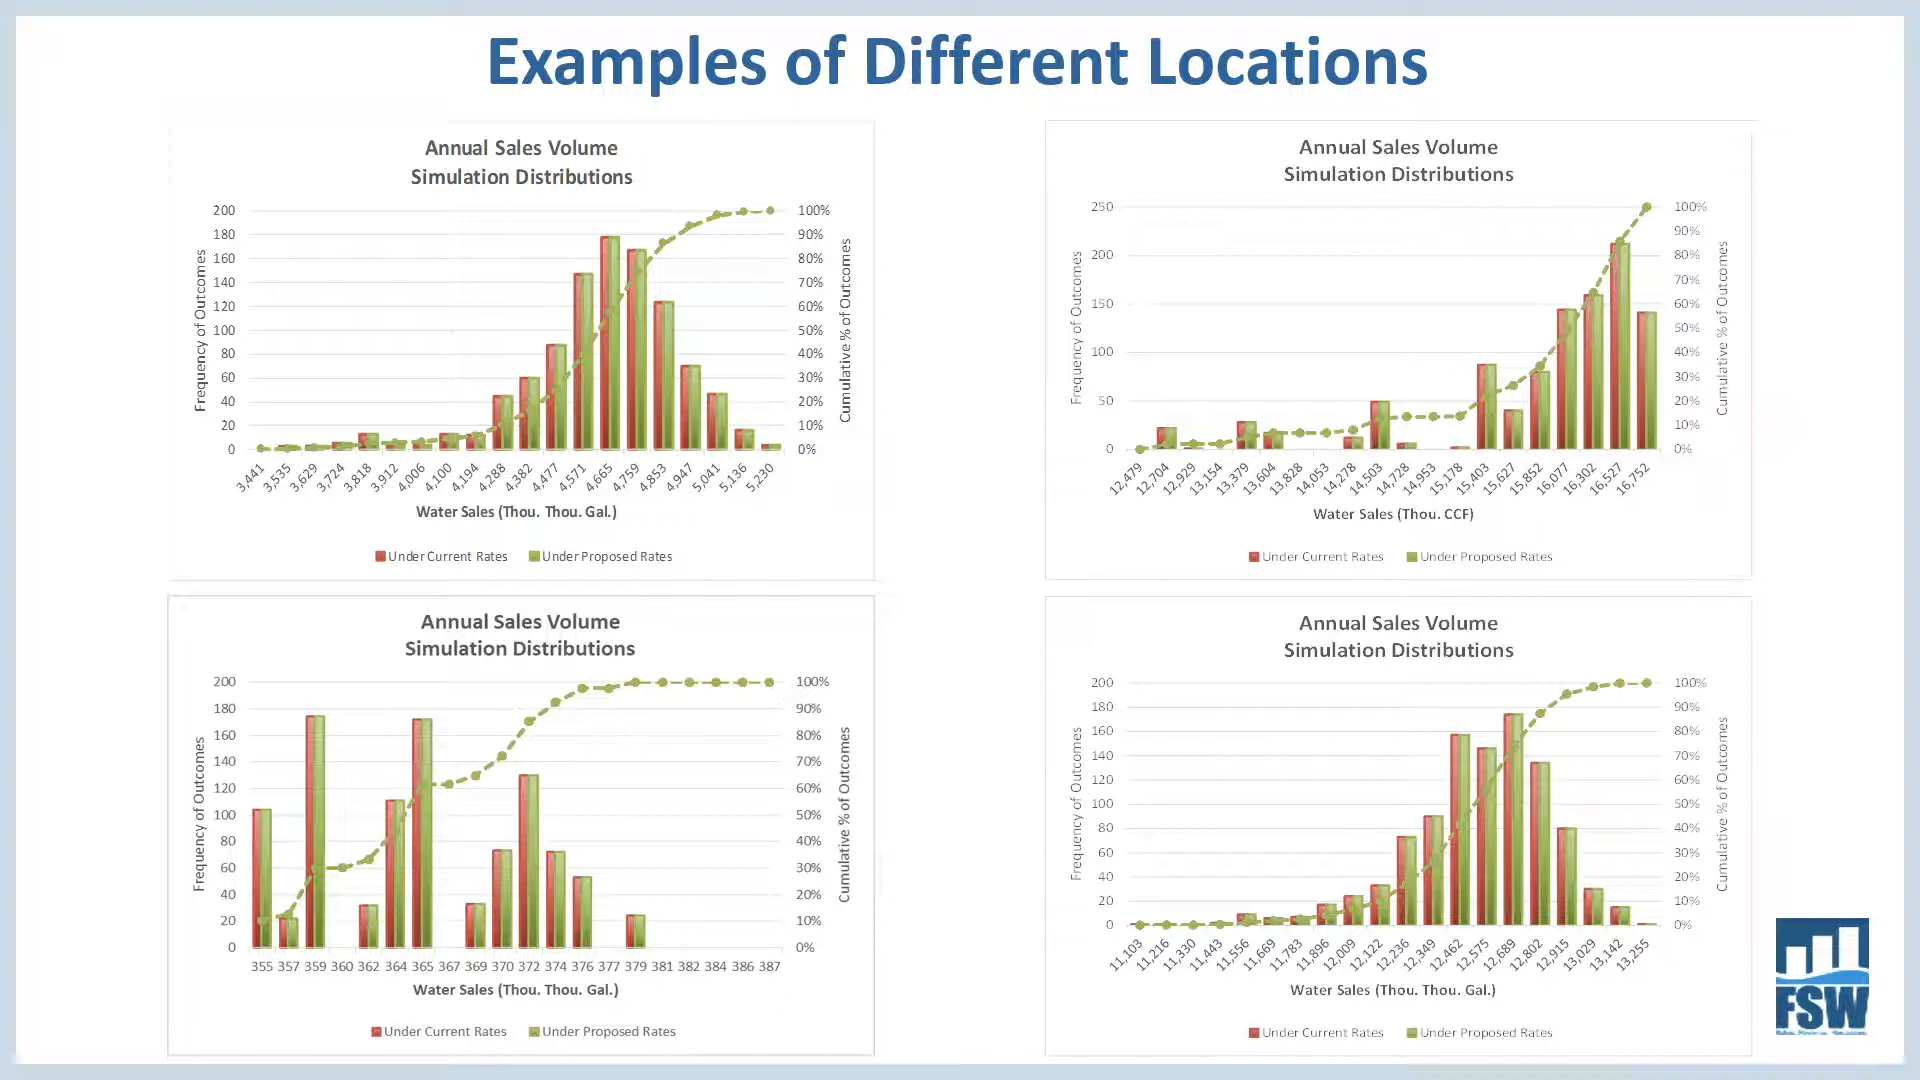 Examples of Different Locations
Annual Sales Volume
Simulation Distributions
Frequency of Outcomes
200
180
160
140
120
100
80
60
40
20
0
100%
90%
80%
70%
60%
50%
40%
30%
20%
10%
0%
Cumulative % of Outcomes
3,441 3,535 3,629 3,724 3,818 3,912 4,006 4,100 4,194 4,288 4,382 4,477 4,571 4,665 4,759 4,853 4,947 5,041 5,136 5,230
Water Sales (Thou. Thou. Gal.)
Under Current Rates Under Proposed Rates
Annual Sales Volume
Simulation Distributions
Frequency of Outcomes
250
200
150
100
50
0
100%
90%
80%
70%
60%
50%
40%
30%
20%
10%
0%
Cumulative % of Outcomes
12,479 12,704 12,929 13,154 13,379 13,604 13,828 14,053 14,278 14,503 14,728 14,953 15,178 15,403 15,627 15,852 16,077 16,302 16,527 16,752
Water Sales (Thou. CCF)
Under Current Rates Under Proposed Rates
Annual Sales Volume
Simulation Distributions
Frequency of Outcomes
200
180
160
140
120
100
80
60
40
20
0
100%
90%
80%
70%
60%
50%
40%
30%
20%
10%
0%
Cumulative % of Outcomes
355 357 359 360 362 364 365 367 369 370 372 374 376 377 379 381 382 384 386 387
Water Sales (Thou. Thou. Gal.)
Under Current Rates Under Proposed Rates
Annual Sales Volume
Simulation Distributions
Frequency of Outcomes
200
180
160
140
120
100
80
60
40
20
0
100%
90%
80%
70%
60%
50%
40%
30%
20%
10%
0%
Cumulative % of Outcomes
11,103 11,216 11,330 11,443 11,556 11,669 11,783 11,896 12,009 12,122 12,236 12,349 12,462 12,575 12,689 12,802 12,915 13,029 13,142 13,255
Water Sales (Thou. Thou. Gal.)
Under Current Rates Under Proposed Rates
FSW